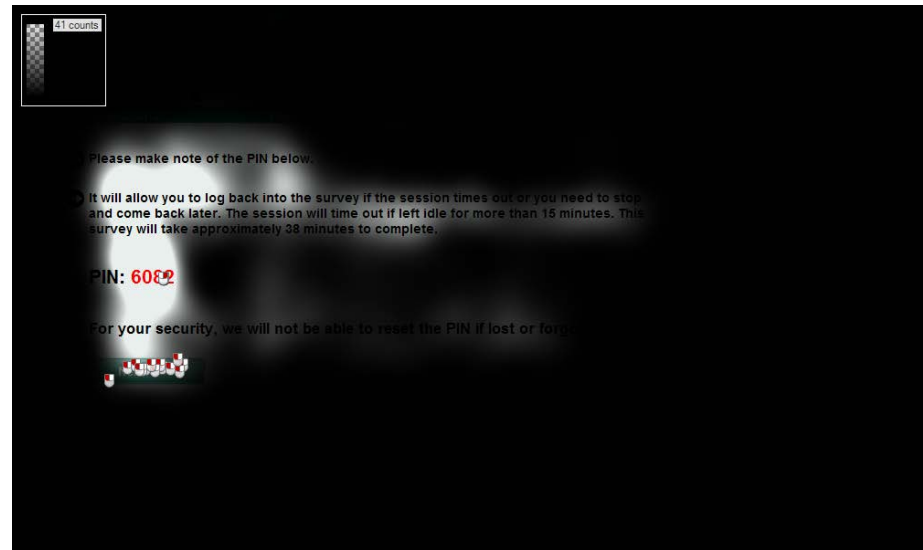 41 counts
Please make note of the PIN below.
It will allow you to log back into the survey if the session times out or you need to stop
and come back later. The session will time out if left idle for more than 15 minutes. This
survey will take approximately 38 minutes to complete.
PIN: 6082
For your security, we will not be able to reset the PIN if lost or